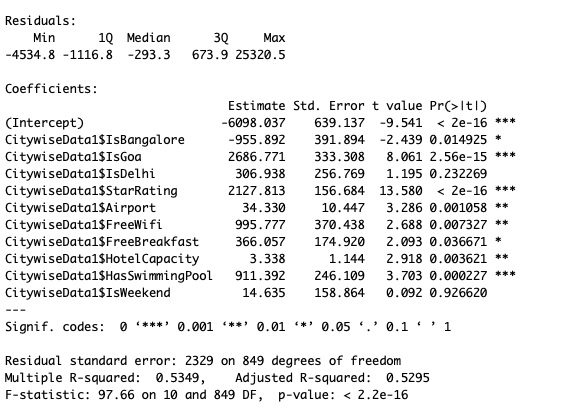 Residuals:
Min 1Q Median 3Q Max
-4534.8 -1116.8 -293.3 673.9 25320.5
Coefficients:
Estimate Std. Error t value Pr(>|t|)
(Intercept) -6098.037 639.137 -9.541 < 2e-16 ***
CitywiseData1$IsBangalore -955.892 391.894 -2.439 0.014925 *
CitywiseData1$IsGoa 2686.771 333.308 8.061 2.56e-15 ***
CitywiseData1$IsDelhi 306.938 256.769 1.195 0.232269
CitywiseData1$StarRating 2127.813 156.684 13.580 < 2e-16 ***
CitywiseData1$Airport 34.330 10.447 3.286 0.001058 **
CitywiseData1$FreeWifi 995.777 370.438 2.688 0.007327 **
CitywiseData1$FreeBreakfast 366.057 174.920 2.093 0.036671 *
CitywiseData1$HotelCapacity 3.338 1.144 2.918 0.003621 **
CitywiseData1$HasSwimmingPool 911.392 246.109 3.703 0.000227 ***
CitywiseData1$IsWeekend 14.635 158.864 0.092 0.926620
---
Signif. codes: 0 ‘***’ 0.001 ‘**’ 0.01 ‘*’ 0.05 ‘.’ 0.1 ‘ ’ 1
Residual standard error: 2329 on 849 degrees of freedom
Multiple R-squared: 0.5349, Adjusted R-squared: 0.5295
F-statistic: 97.66 on 10 and 849 DF, p-value: < 2.2e-16